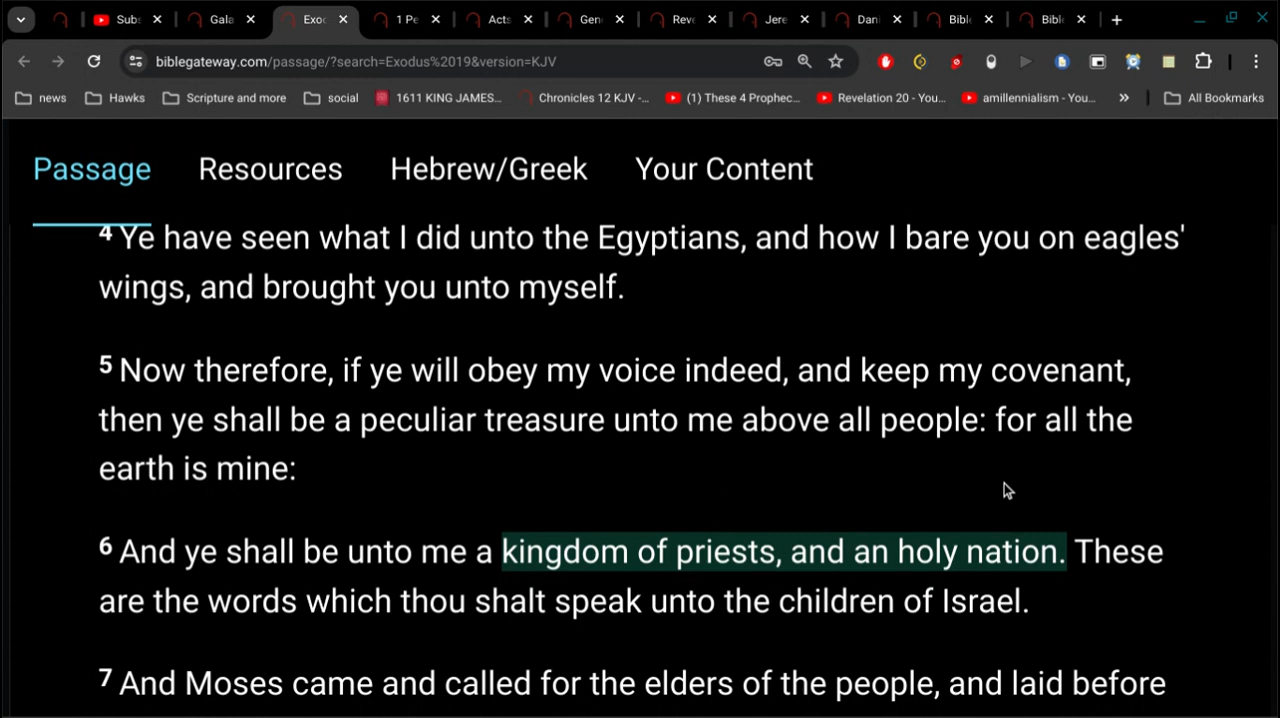 Subs Gala Exoc 1 Pe Acts Gene Reve Jere Dani Bible Bible
biblegateway.com/passage/?search=Exodus%2019&version=KJV
news Hawks Scripture and more social 1611 KING JAMES... Chronicles 12 KJV -... (1) These 4 Prophec... Revelation 20 - You... amillennialism - You... » All Bookmarks
Passage Resources Hebrew/Greek Your Content
4 Ye have seen what I did unto the Egyptians, and how I bare you on eagles'
wings, and brought you unto myself.
5 Now therefore, if ye will obey my voice indeed, and keep my covenant,
then ye shall be a peculiar treasure unto me above all people: for all the
earth is mine:
6 And ye shall be unto me a kingdom of priests, and an holy nation. These
are the words which thou shalt speak unto the children of Israel.
7 And Moses came and called for the elders of the people, and laid before